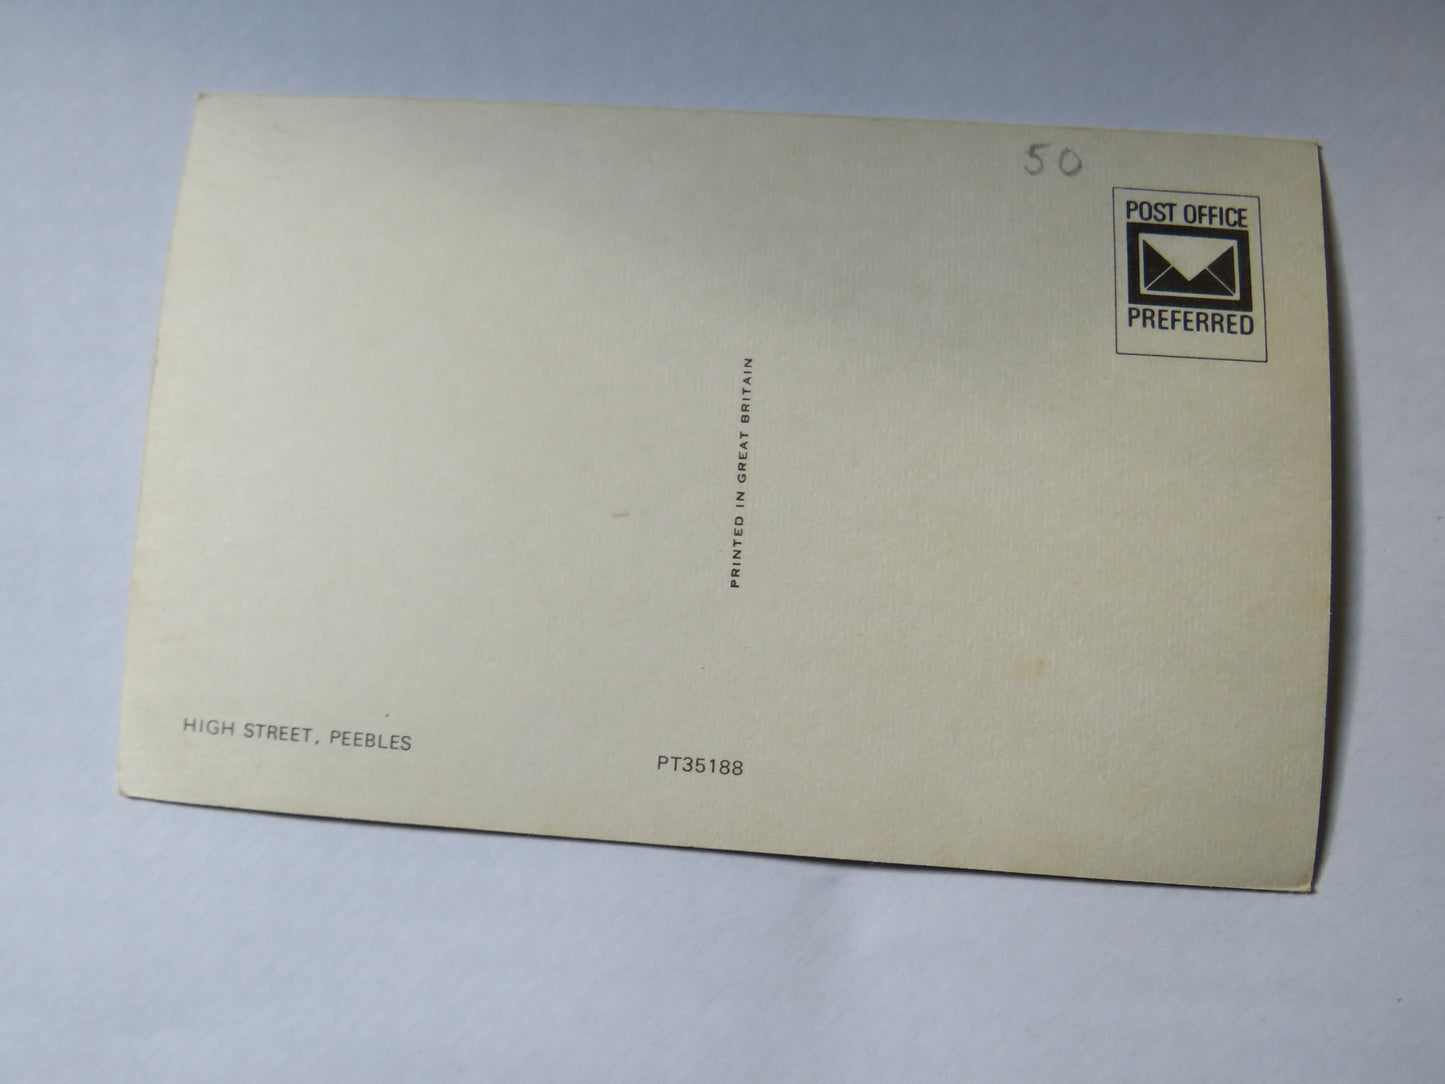 50
POST OFFICE
PREFERRED
PRINTED IN GREAT BRITAIN
HIGH STREET, PEEBLES
PT35188